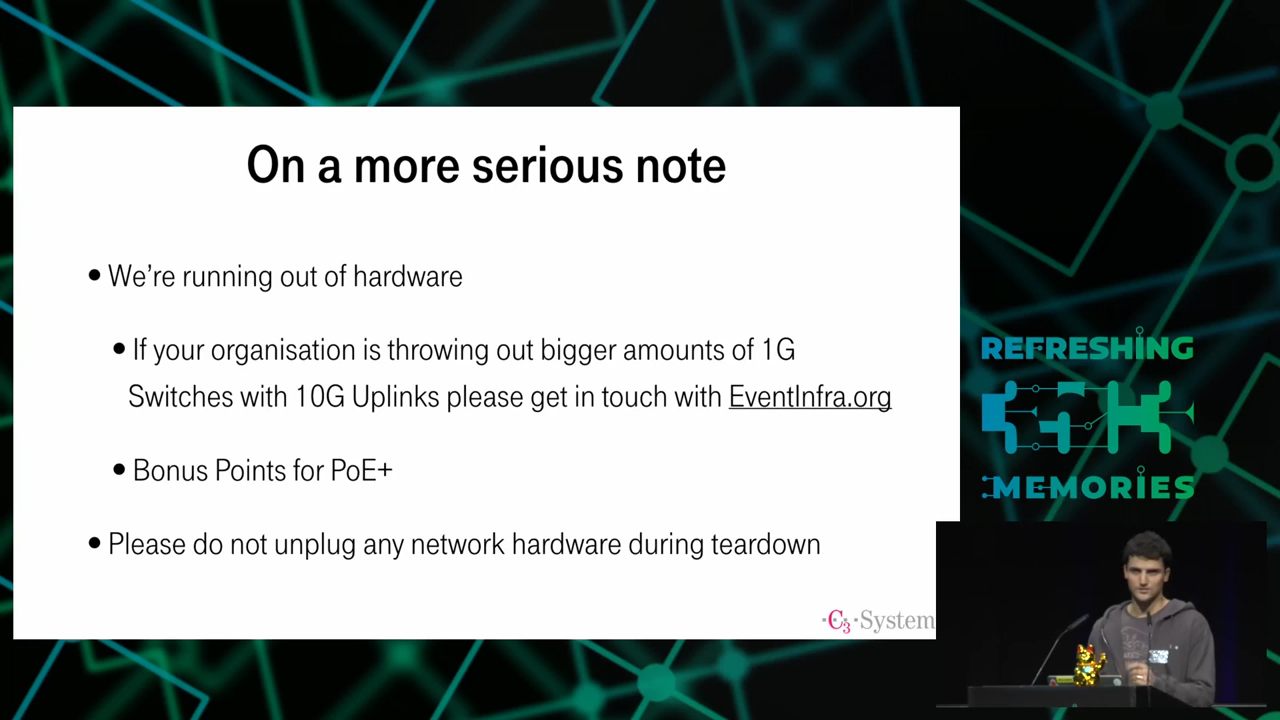 On a more serious note
• We’re running out of hardware
• If your organisation is throwing out bigger amounts of 1G
Switches with 10G Uplinks please get in touch with EventInfra.org
• Bonus Points for PoE+
• Please do not unplug any network hardware during teardown
·C3·System
REFRESHING
MEMORIES